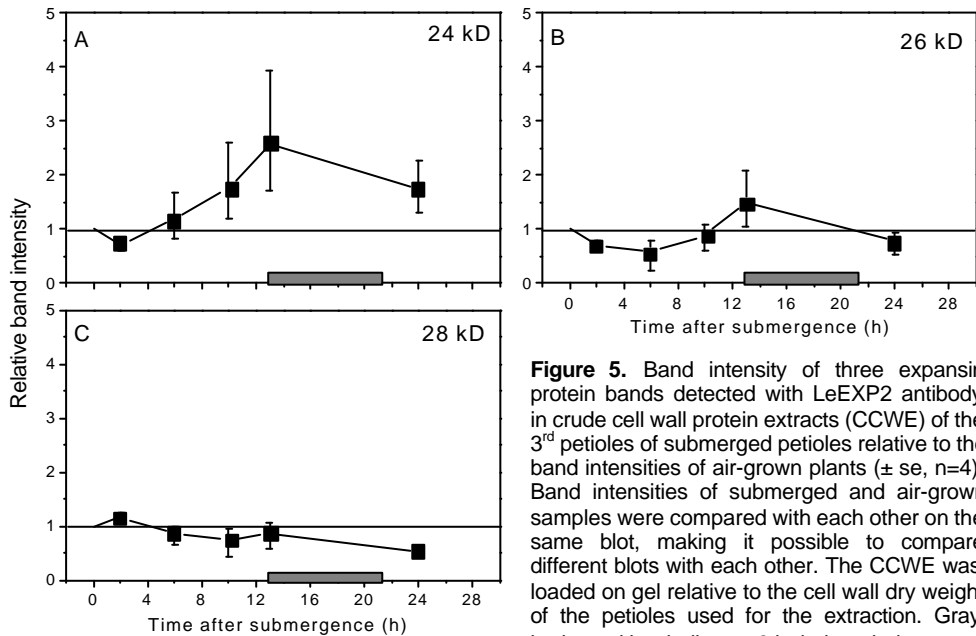 A 24 kD
5
4
3
2
1
0
B 26 kD
5
4
3
2
1
0
0 4 8 12 16 20 24 28
Time after submergence (h)
Relative band intensity
C 28 kD
5
4
3
2
1
0
0 4 8 12 16 20 24 28
Time after submergence (h)
Figure 5. Band intensity of three expansin
protein bands detected with LeEXP2 antibody
in crude cell wall protein extracts (CCWE) of the
3rd petioles of submerged petioles relative to the
band intensities of air-grown plants (± se, n=4)
Band intensities of submerged and air-grown
samples were compared with each other on the
same blot, making it possible to compare
different blots with each other. The CCWE was
loaded on gel relative to the cell wall dry weigh
of the petioles used for the extraction. Gray